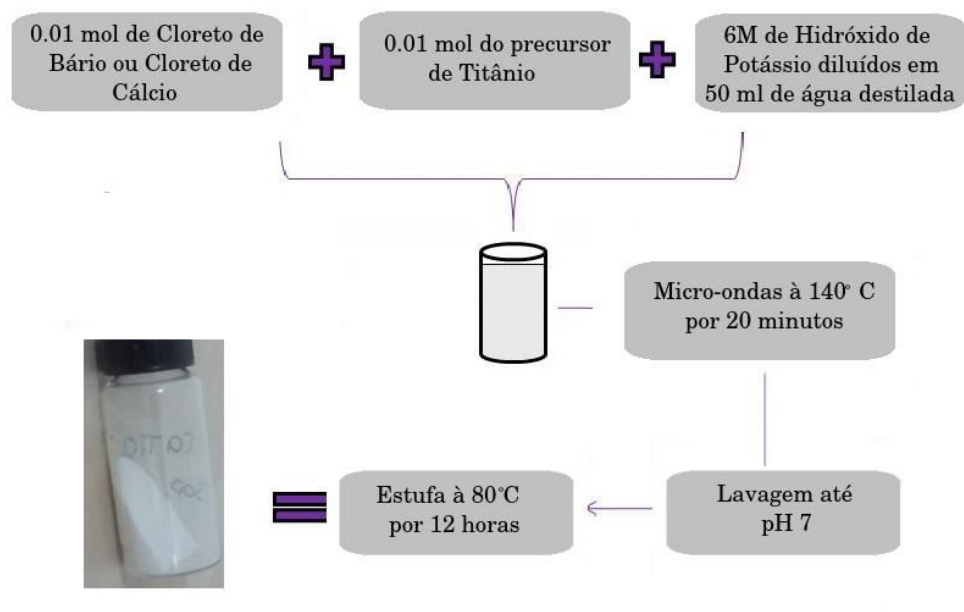 0.01 mol de Cloreto de
Bário ou Cloreto de
Cálcio
0.01 mol do precursor
de Titânio
6M de Hidróxido de
Potássio diluídos em
50 ml de água destilada
Micro-ondas à 140° C
por 20 minutos
Lavagem até
pH 7
Estufa à 80°C
por 12 horas